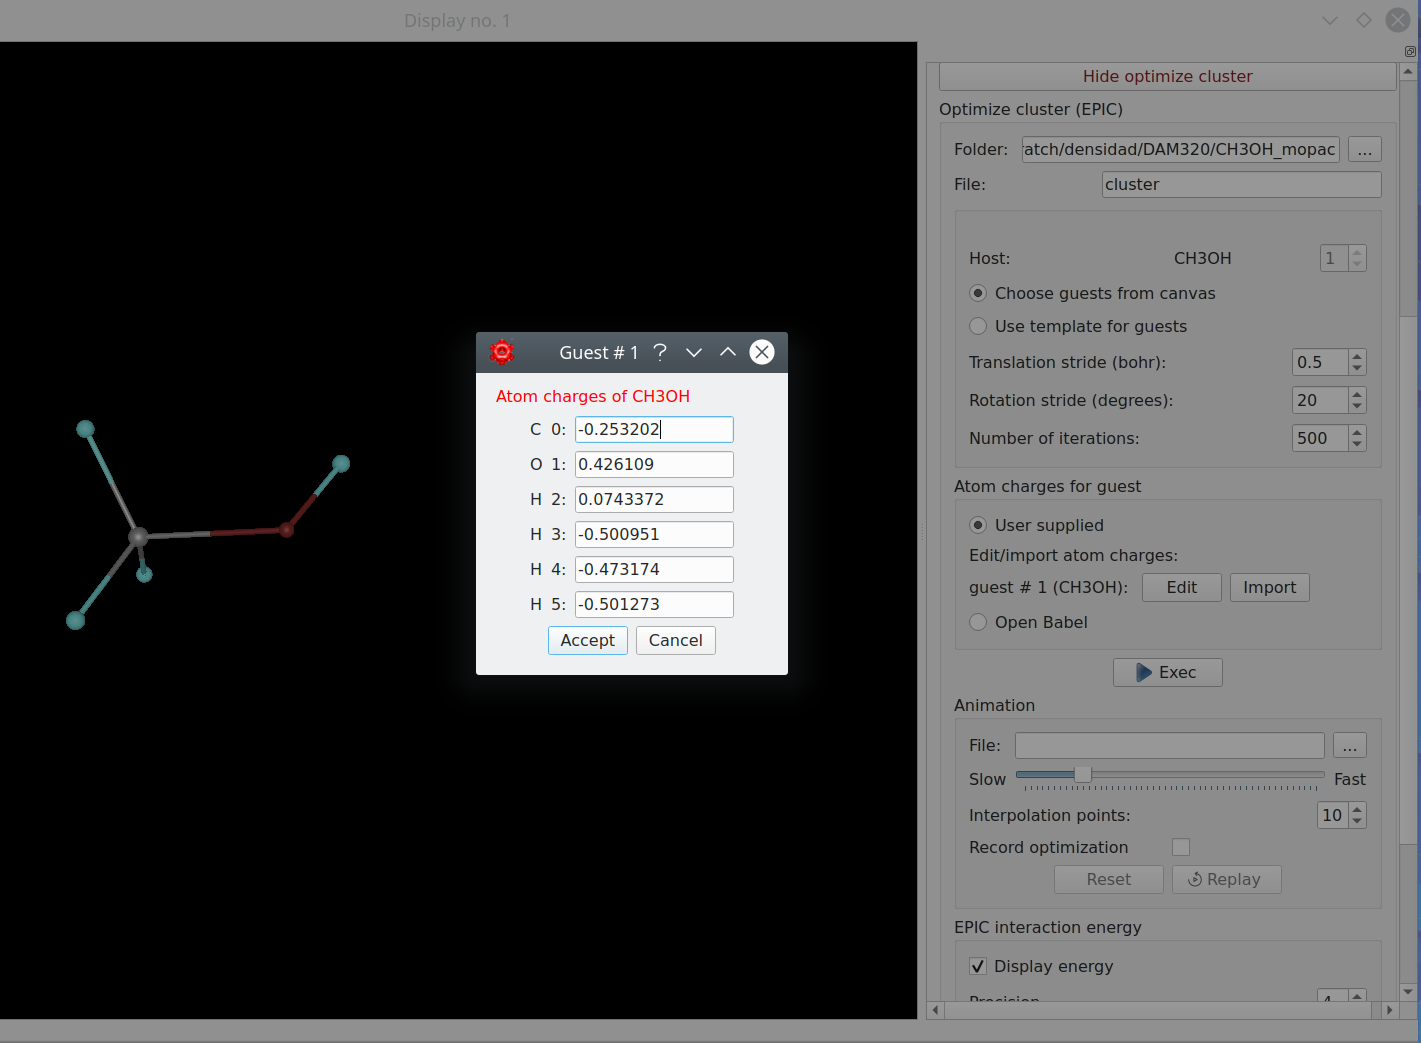 Display no. 1
Hide optimize cluster
Optimize cluster (EPIC)
Folder: ratch/densidad/DAM320/CH3OH_mopac ...
File: cluster
Host: CH3OH 1
Choose guests from canvas
Use template for guests
Translation stride (bohr): 0.5
Rotation stride (degrees): 20
Number of iterations: 500
Atom charges for guest
User supplied
Edit/import atom charges:
guest # 1 (CH3OH): Edit Import
Open Babel
Exec
Animation
File: ...
Slow Fast
Interpolation points: 10
Record optimization
Reset Replay
EPIC interaction energy
Display energy
Precision 4
Guest # 1 ?
Atom charges of CH3OH
C 0: -0.253202
O 1: 0.426109
H 2: 0.0743372
H 3: -0.500951
H 4: -0.473174
H 5: -0.501273
Accept Cancel